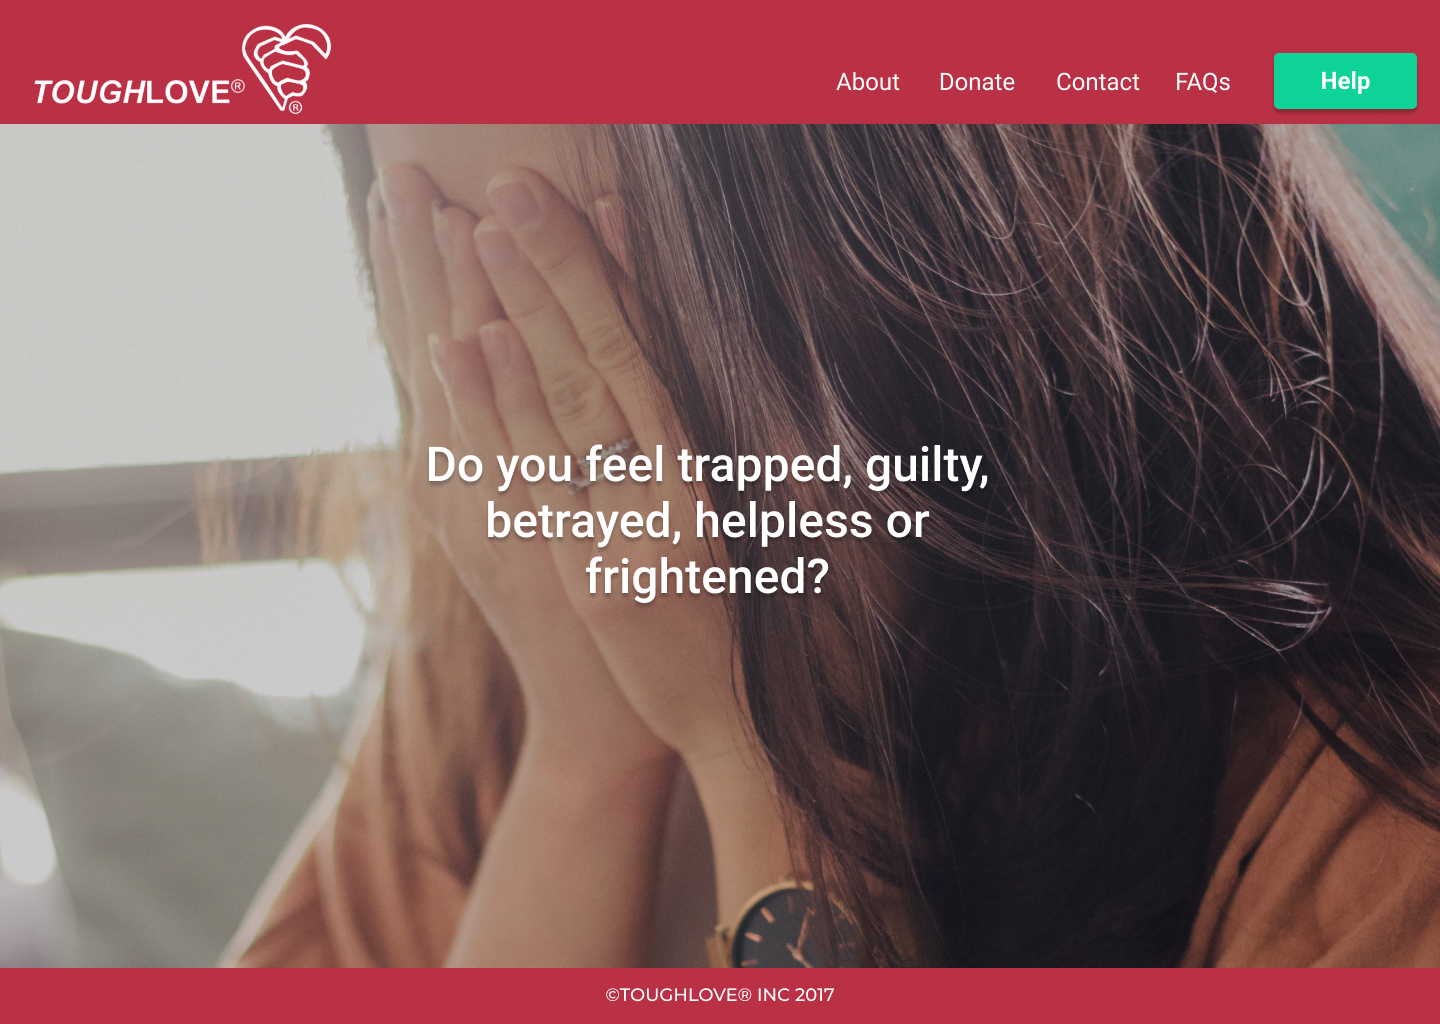 TOUGHLOVE®
®
About Donate Contact FAQs Help
Do you feel trapped, guilty,
betrayed, helpless or
frightened?
©TOUGHLOVE® INC 2017